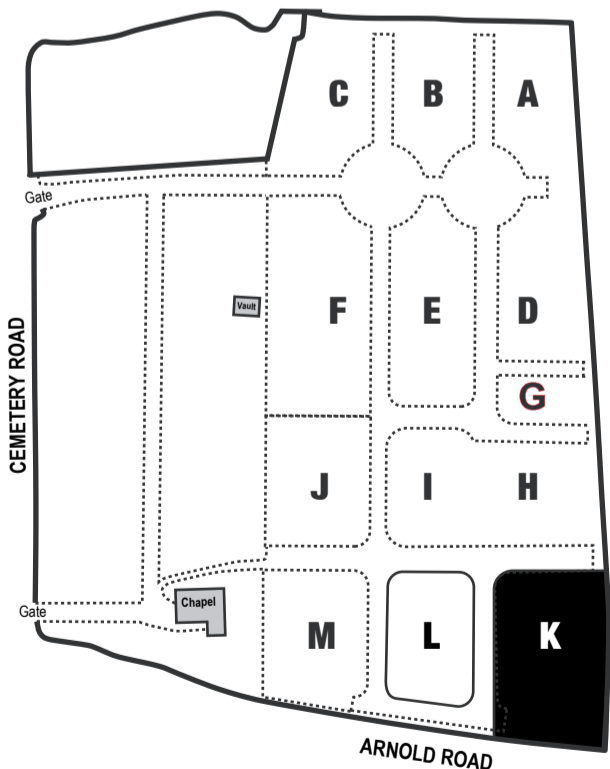 C B A
Gate
Vault
F E D
G
CEMETERY ROAD
J I H
Gate
Chapel
M L K
ARNOLD ROAD